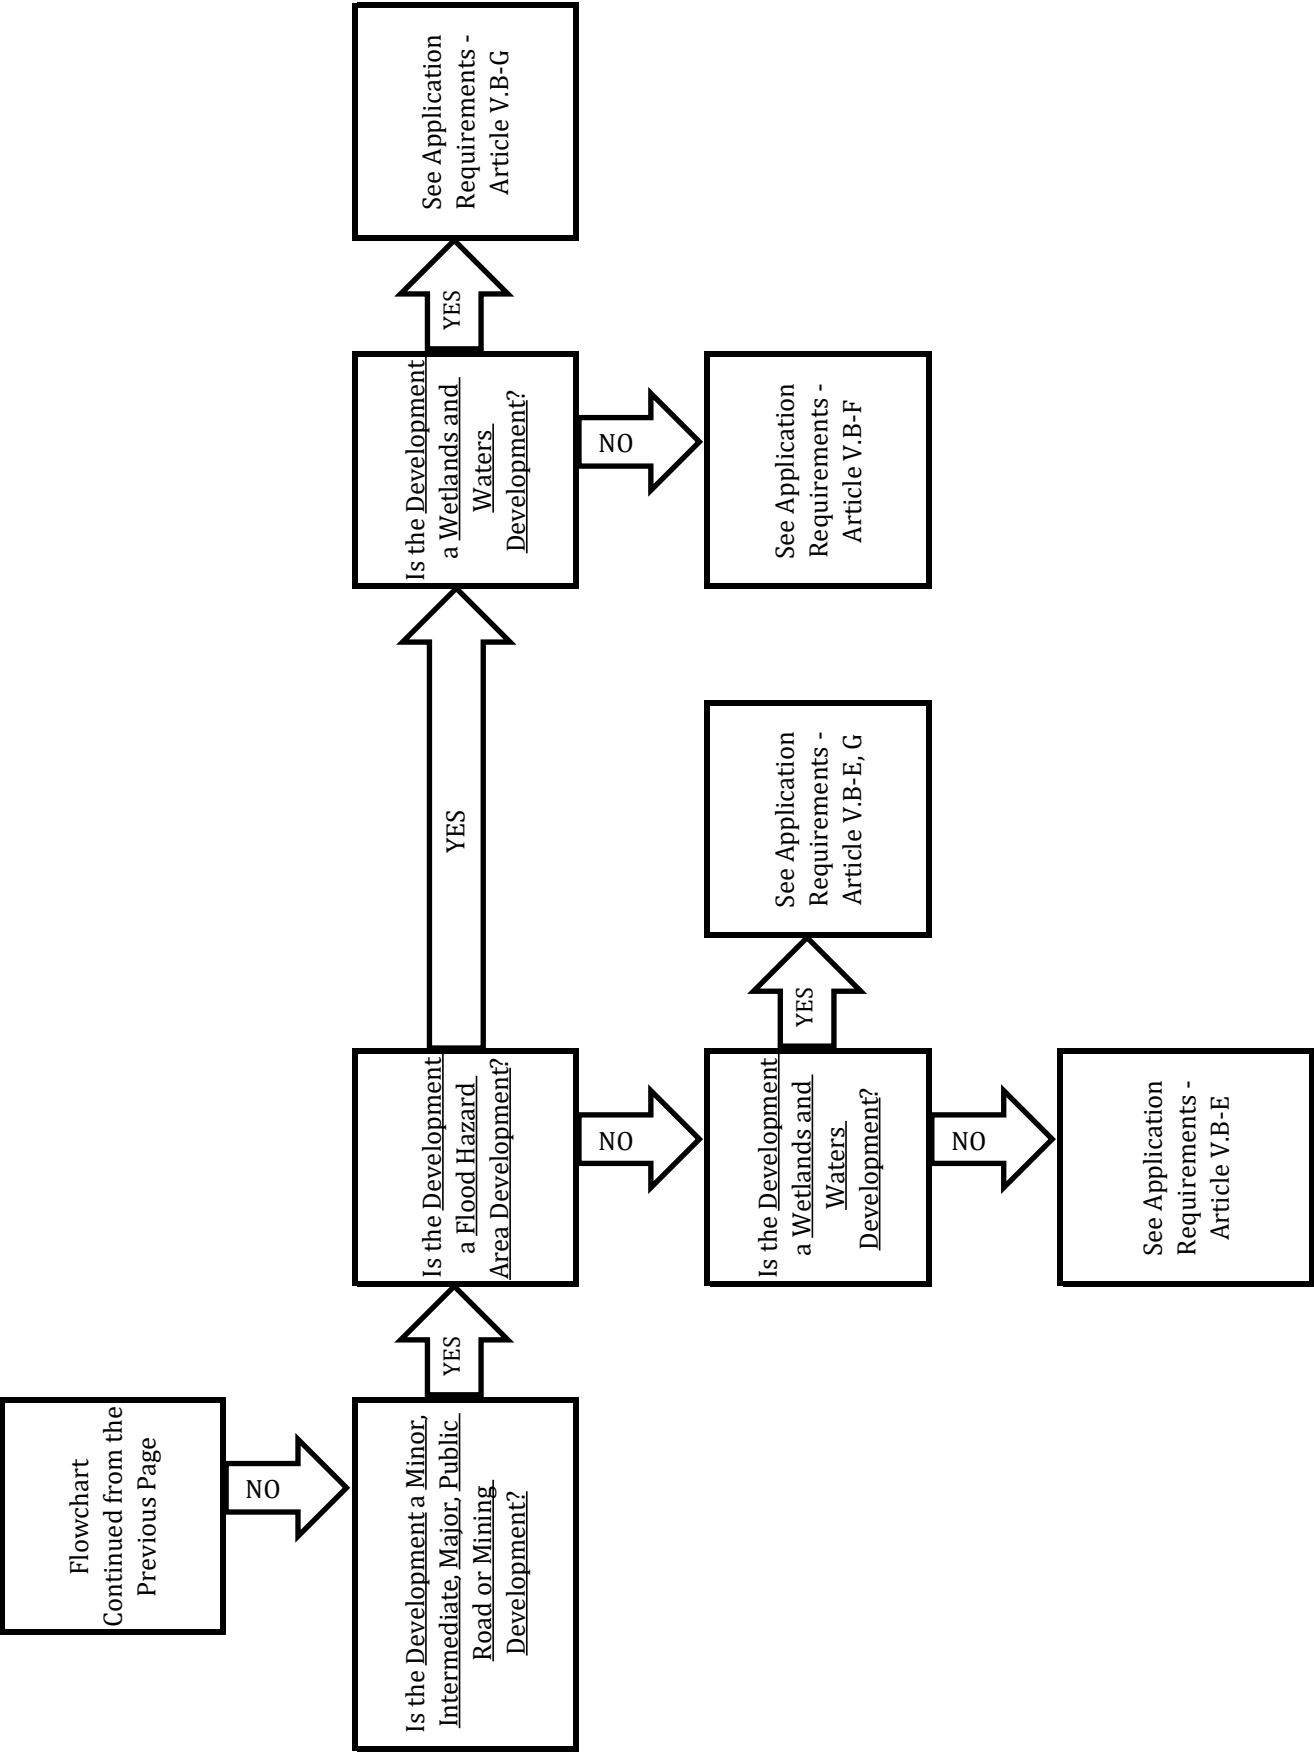 Flowchart
Continued from the
Previous Page
NO
Is the Development a Minor,
Intermediate, Major, Public
Road or Mining
Development?
YES
Is the Development
a Flood Hazard
Area Development?
YES
Is the Development
a Wetlands and
Waters
Development?
YES
See Application
Requirements -
Article V.B-G
NO
See Application
Requirements -
Article V.B-F
NO
Is the Development
a Wetlands and
Waters
Development?
YES
See Application
Requirements -
Article V.B-E, G
NO
See Application
Requirements -
Article V.B-E